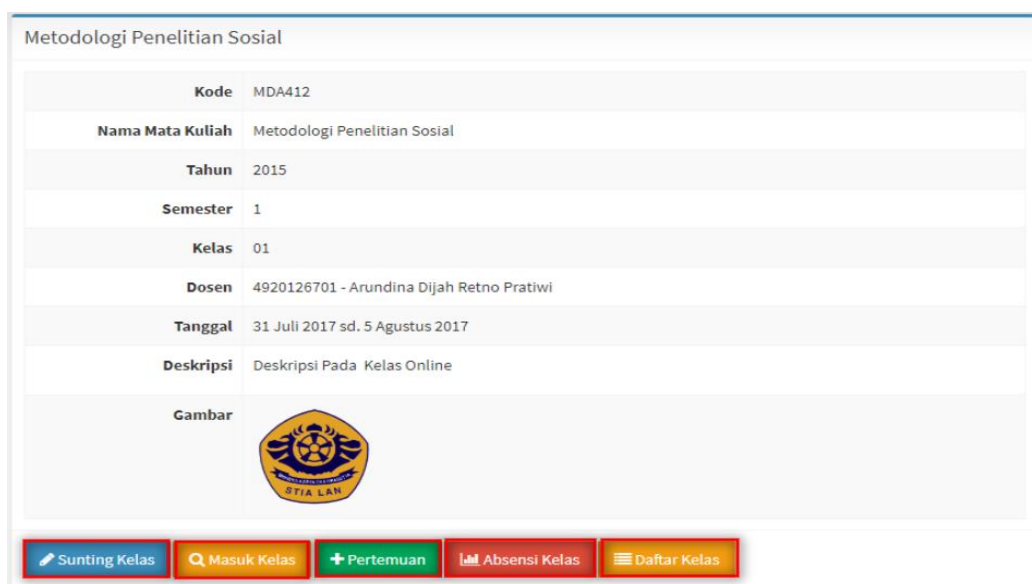 Metodologi Penelitian Sosial
Kode MDA412
Nama Mata Kuliah Metodologi Penelitian Sosial
Tahun 2015
Semester 1
Kelas 01
Dosen 4920126701 - Arundina Dijah Retno Pratiwi
Tanggal 31 Juli 2017 sd. 5 Agustus 2017
Deskripsi Deskripsi Pada Kelas Online
Gambar
STIA LAN
Sunting Kelas Masuk Kelas + Pertemuan Absensi Kelas Daftar Kelas